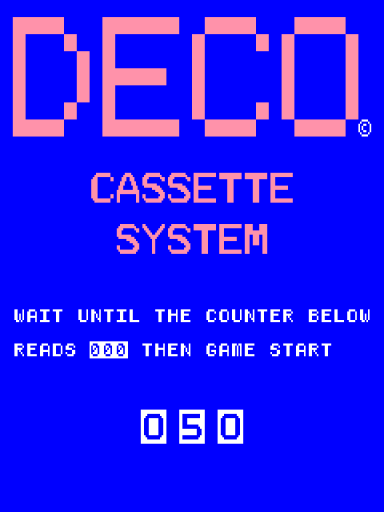 DECO©
CASSETTE
SYSTEM
WAIT UNTIL THE COUNTER BELOW
READS 000 THEN GAME START
050